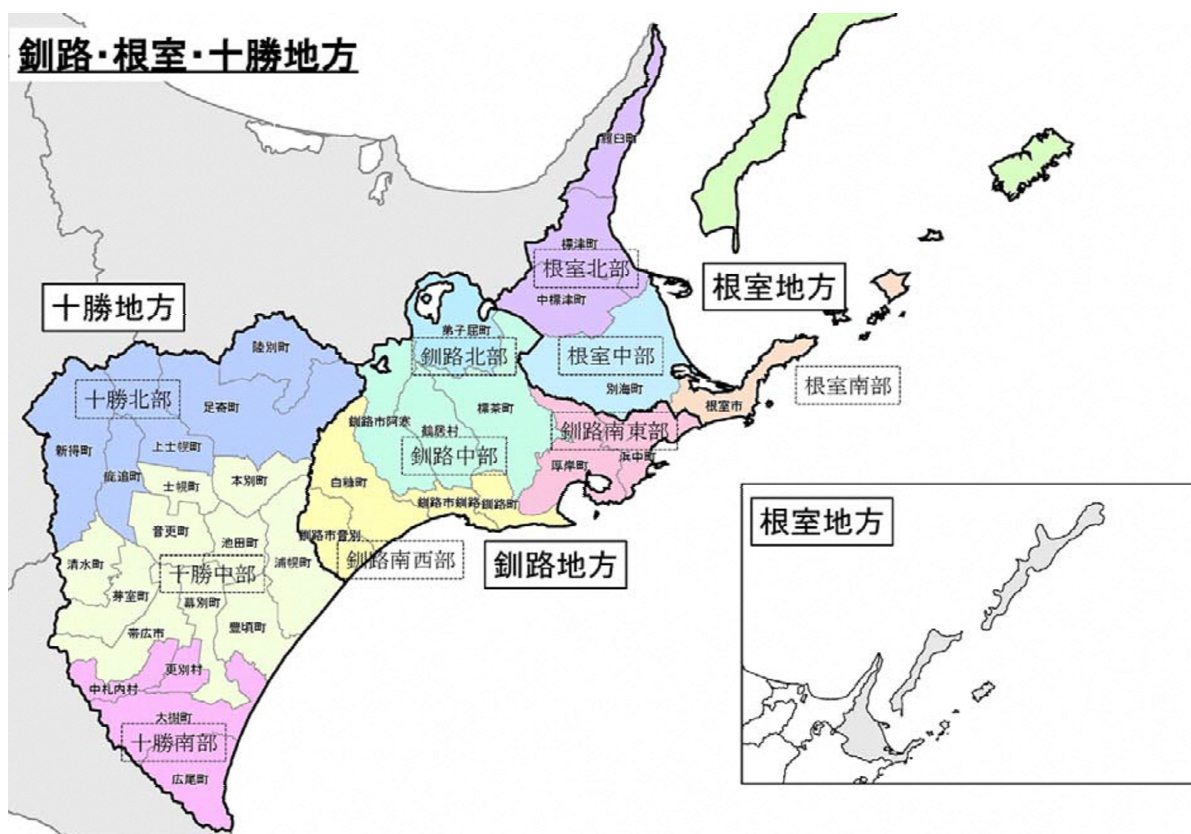 釧路・根室・十勝地方
羅臼町
標津町
根室北部
中標津町
根室地方
十勝地方
弟子屈町
陸別町
釧路北部
根室中部
根室南部
十勝北部
別海町
足寄町
根室市
標茶町
釧路市阿寒
鶴居村
釧路南東部
新得町
上士幌町
釧路中部
浜中町
厚岸町
鹿追町
士幌町
本別町
白糠町
釧路市釧路
釧路町
音更町
池田町
釧路市音別
釧路南西部
釧路地方
清水町
十勝中部
浦幌町
芽室町
幕別町
帯広市
豊頃町
更別村
中札内村
大樹町
十勝南部
広尾町
根室地方